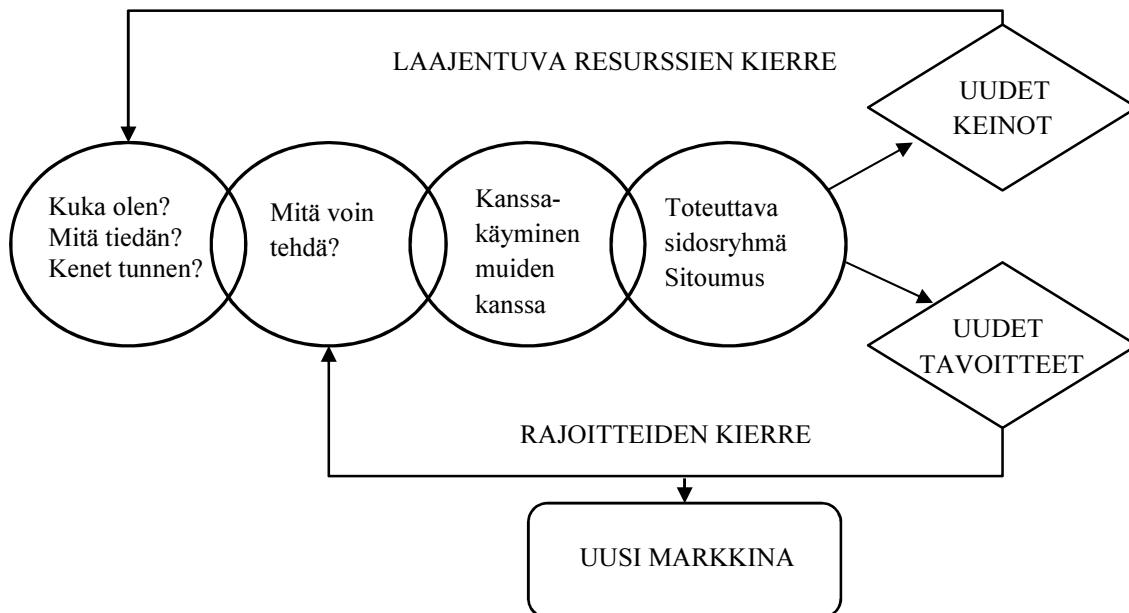 LAAJENTUVA RESURSSIEN KIERRE
UUDET
KEINOT
Kuka olen?
Mitä tiedän?
Kenet tunnen?
Mitä voin
tehdä?
Kanssa-
käyminen
muiden
kanssa
Toteuttava
sidosryhmä
Sitoumus
UUDET
TAVOITTEET
RAJOITTEIDEN KIERRE
UUSI MARKKINA